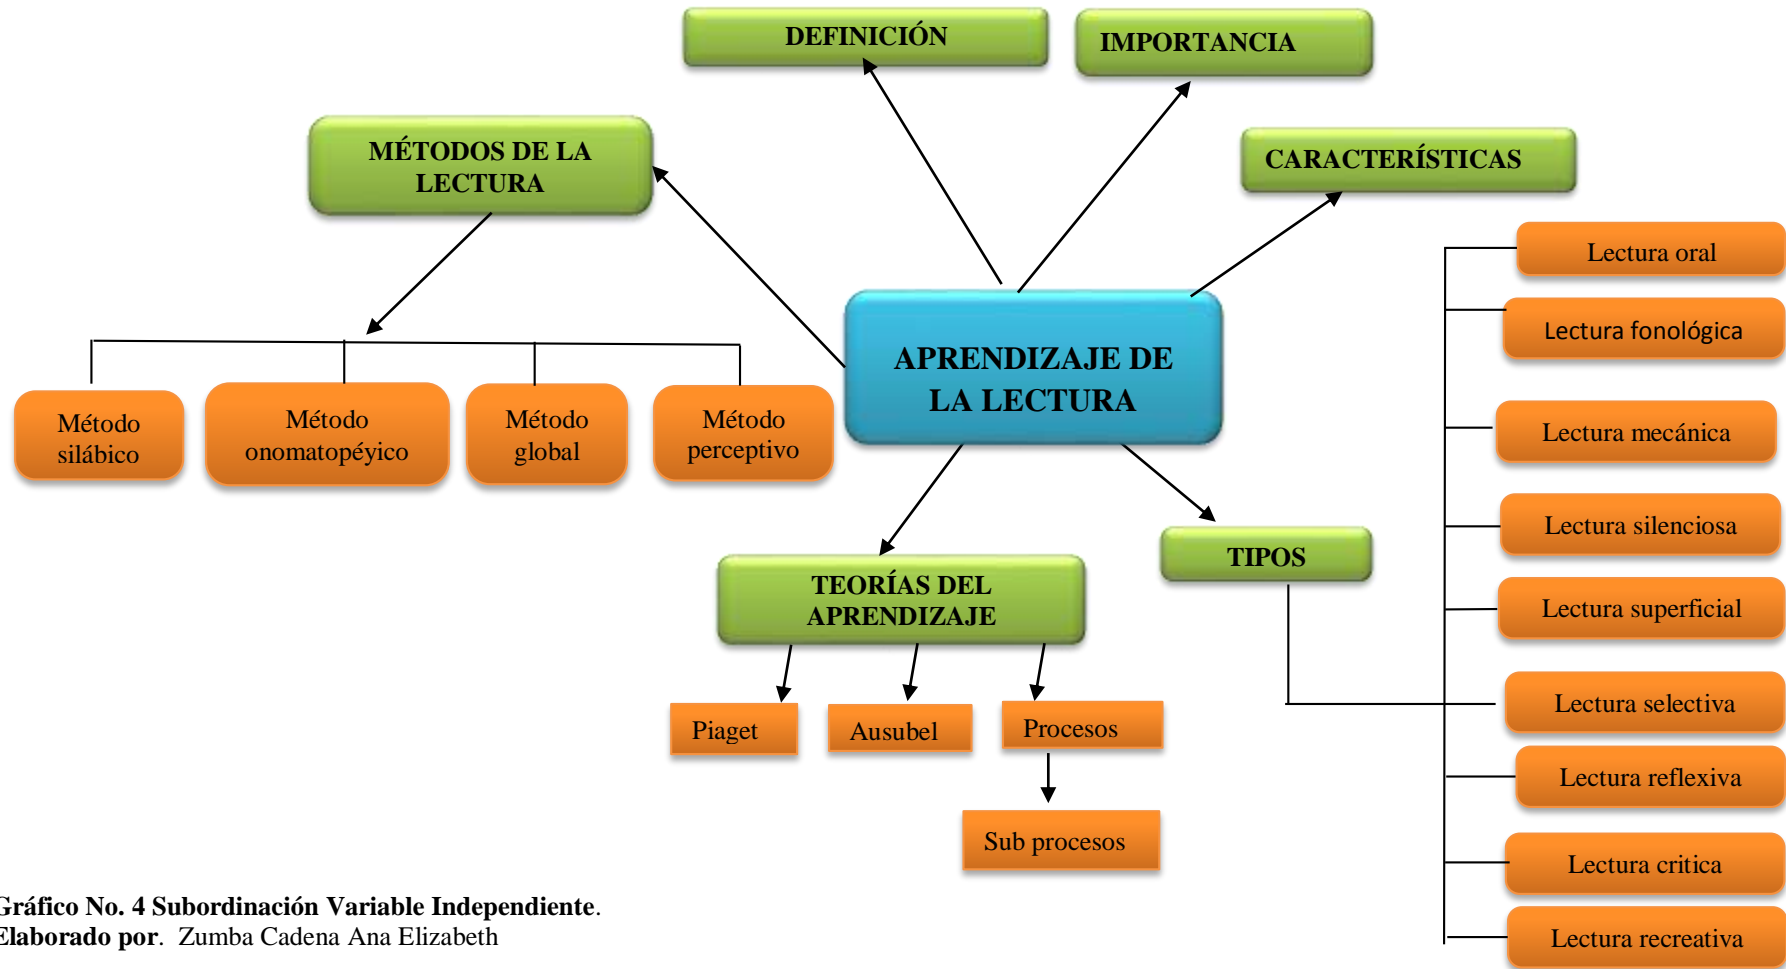 DEFINICIÓN
IMPORTANCIA
MÉTODOS DE LA
LECTURA
CARACTERÍSTICAS
APRENDIZAJE DE
LA LECTURA
Método
silábico
Método
onomatopéyico
Método
global
Método
perceptivo
TEORÍAS DEL
APRENDIZAJE
Piaget
Ausubel
Procesos
Sub procesos
TIPOS
Lectura oral
Lectura fonológica
Lectura mecánica
Lectura silenciosa
Lectura superficial
Lectura selectiva
Lectura reflexiva
Lectura critica
Lectura recreativa
Gráfico No. 4 Subordinación Variable Independiente.
Elaborado por. Zumba Cadena Ana Elizabeth